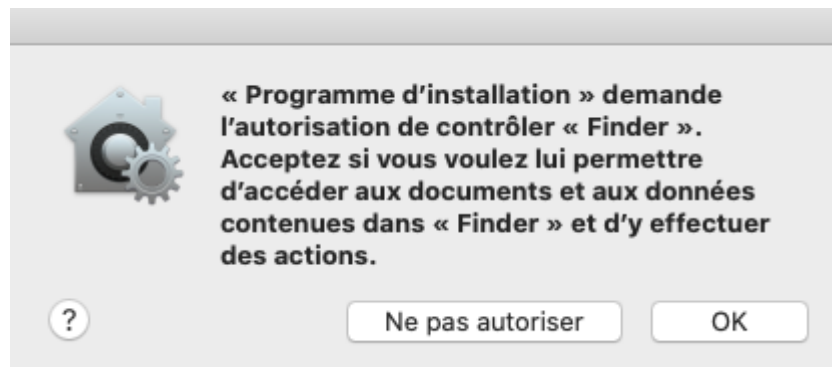 « Programme d’installation » demande
l’autorisation de contrôler « Finder ».
Acceptez si vous voulez lui permettre
d’accéder aux documents et aux données
contenues dans « Finder » et d’y effectuer
des actions.
? Ne pas autoriser OK